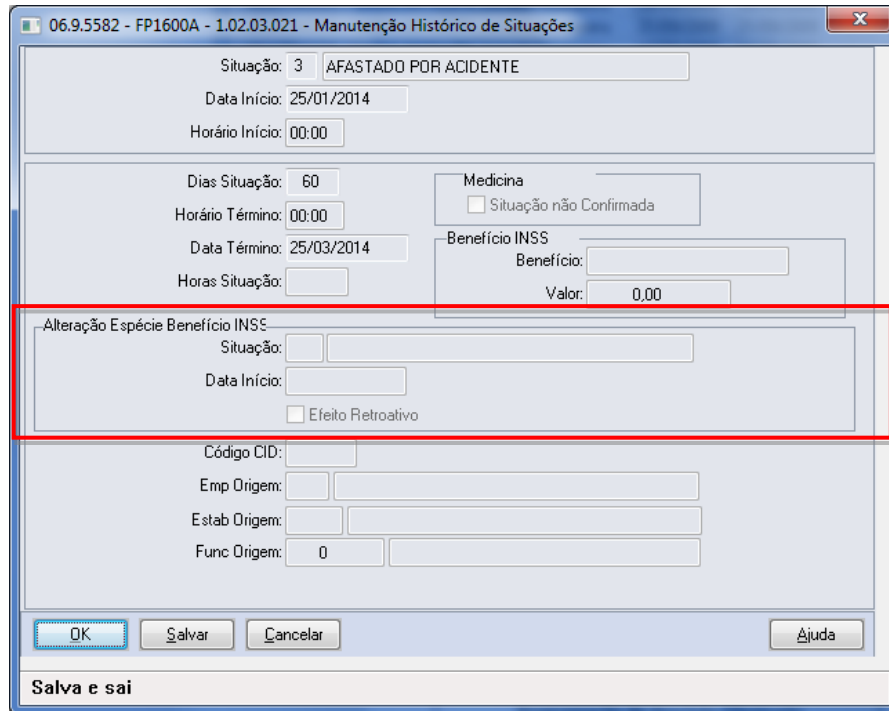 06.9.5582 - FP1600A - 1.02.03.021 - Manutenção Histórico de Situações
Situação: 3 AFASTADO POR ACIDENTE
Data Início: 25/01/2014
Horário Início: 00:00
Dias Situação: 60
Medicina
Situação não Confirmada
Horário Término: 00:00
Data Término: 25/03/2014
Benefício INSS
Benefício:
Horas Situação:
Valor: 0,00
Alteração Espécie Benefício INSS
Situação:
Data Início:
Efeito Retroativo
Código CID:
Emp Origem:
Estab Origem:
Func Origem: 0
OK Salvar Cancelar Ajuda
Salva e sai